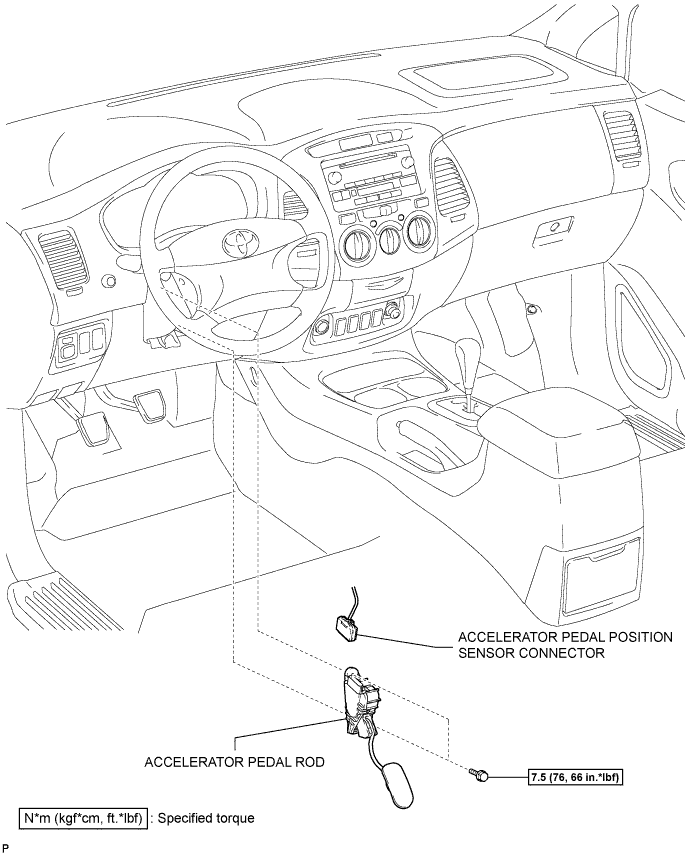 ACCELERATOR PEDAL POSITION
SENSOR CONNECTOR
ACCELERATOR PEDAL ROD
7.5 (76, 66 in.*lbf)
N*m (kgf*cm, ft.*lbf) : Specified torque
P